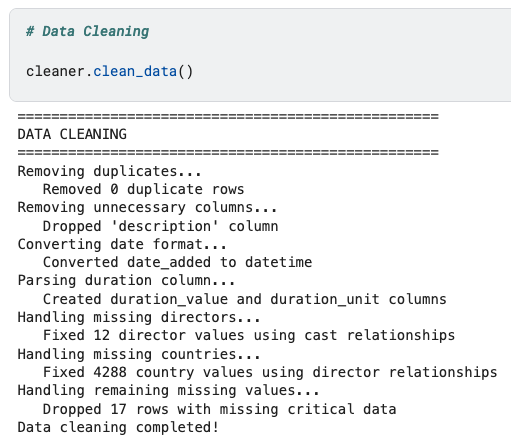 # Data Cleaning
cleaner.clean_data()
==================================================
DATA CLEANING
==================================================
Removing duplicates...
   Removed 0 duplicate rows
Removing unnecessary columns...
   Dropped 'description' column
Converting date format...
   Converted date_added to datetime
Parsing duration column...
   Created duration_value and duration_unit columns
Handling missing directors...
   Fixed 12 director values using cast relationships
Handling missing countries...
   Fixed 4288 country values using director relationships
Handling remaining missing values...
   Dropped 17 rows with missing critical data
Data cleaning completed!